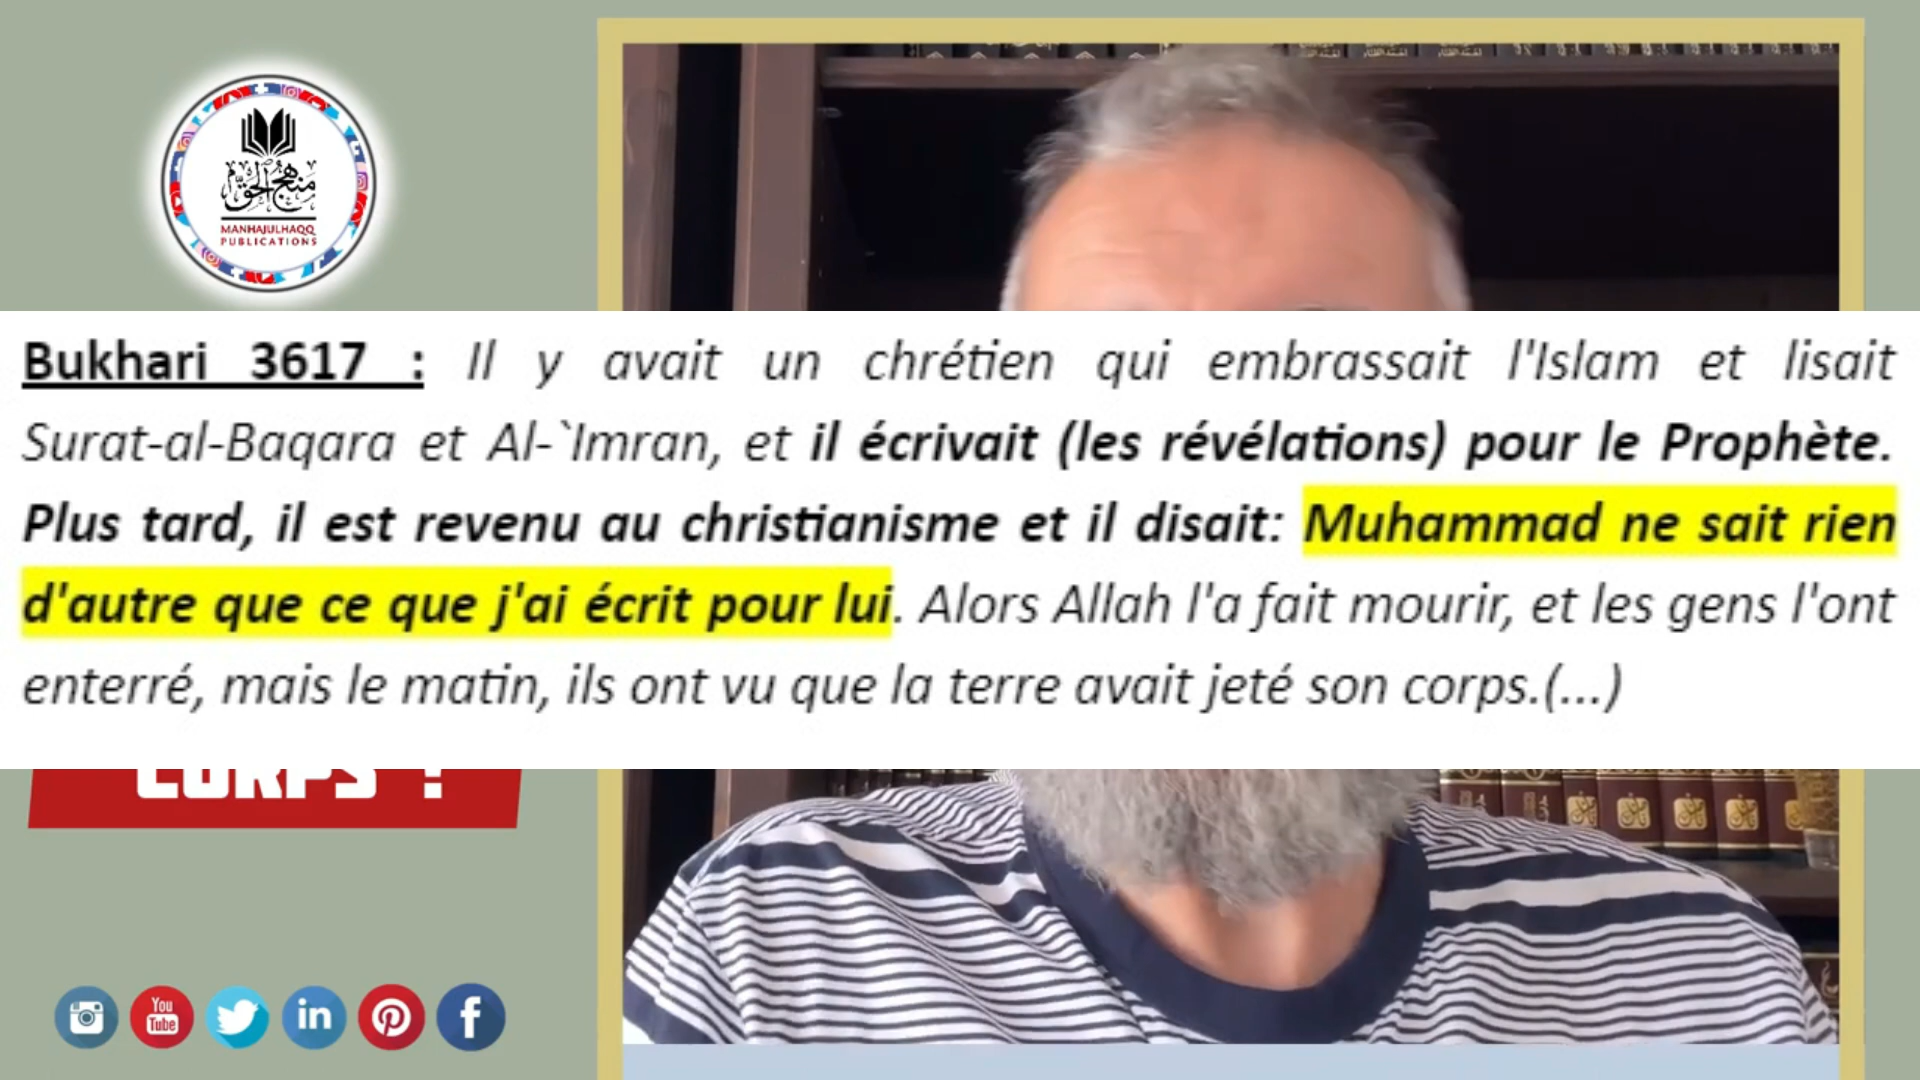 منهج الحق
MANHAJULHAQQ
PUBLICATIONS
Bukhari 3617 : Il y avait un chrétien qui embrassait l'Islam et lisait
Surat-al-Baqara et Al-`Imran, et il écrivait (les révélations) pour le Prophète.
Plus tard, il est revenu au christianisme et il disait: Muhammad ne sait rien
d'autre que ce que j'ai écrit pour lui. Alors Allah l'a fait mourir, et les gens l'ont
enterré, mais le matin, ils ont vu que la terre avait jeté son corps.(...)
CORPS !
You
Tube
in